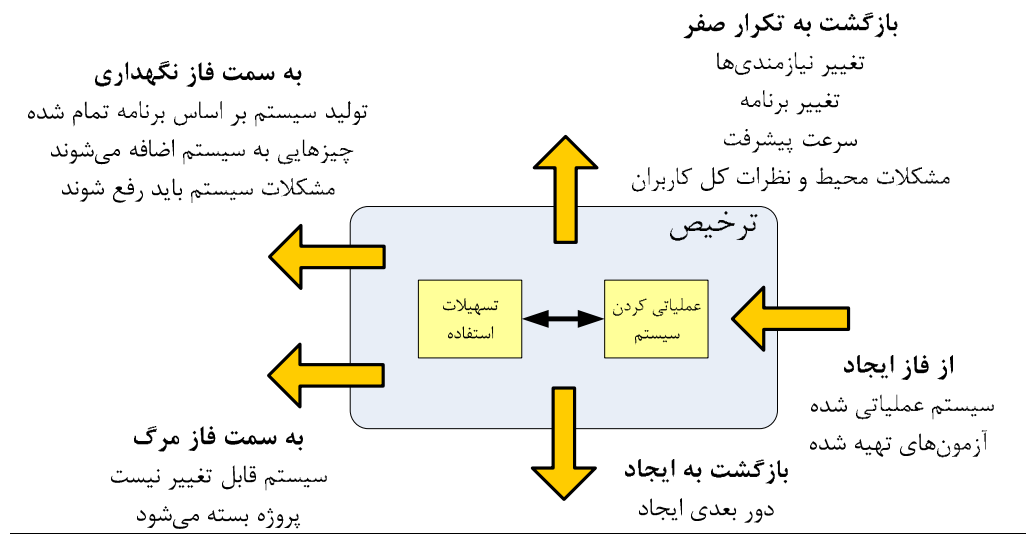 بازگشت به تکرار صفر
تغییر نیازمندی‌ها
تغییر برنامه
سرعت پیشرفت
مشکلات محیط و نظرات کل کاربران
به سمت فاز نگهداری
تولید سیستم بر اساس برنامه تمام شده
چیزهایی به سیستم اضافه می‌شوند
مشکلات سیستم باید رفع شوند
ترخیص
عملیاتی کردن
سیستم
تسهیلات
استفاده
از فاز ایجاد
سیستم عملیاتی شده
آزمون‌های تهیه شده
بازگشت به ایجاد
دور بعدی ایجاد
به سمت فاز مرگ
سیستم قابل تغییر نیست
پروژه بسته می‌شود